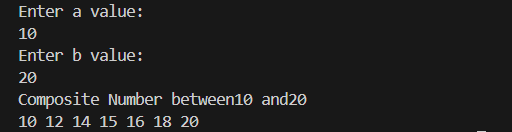 Enter a value:
10
Enter b value:
20
Composite Number between10 and20
10 12 14 15 16 18 20